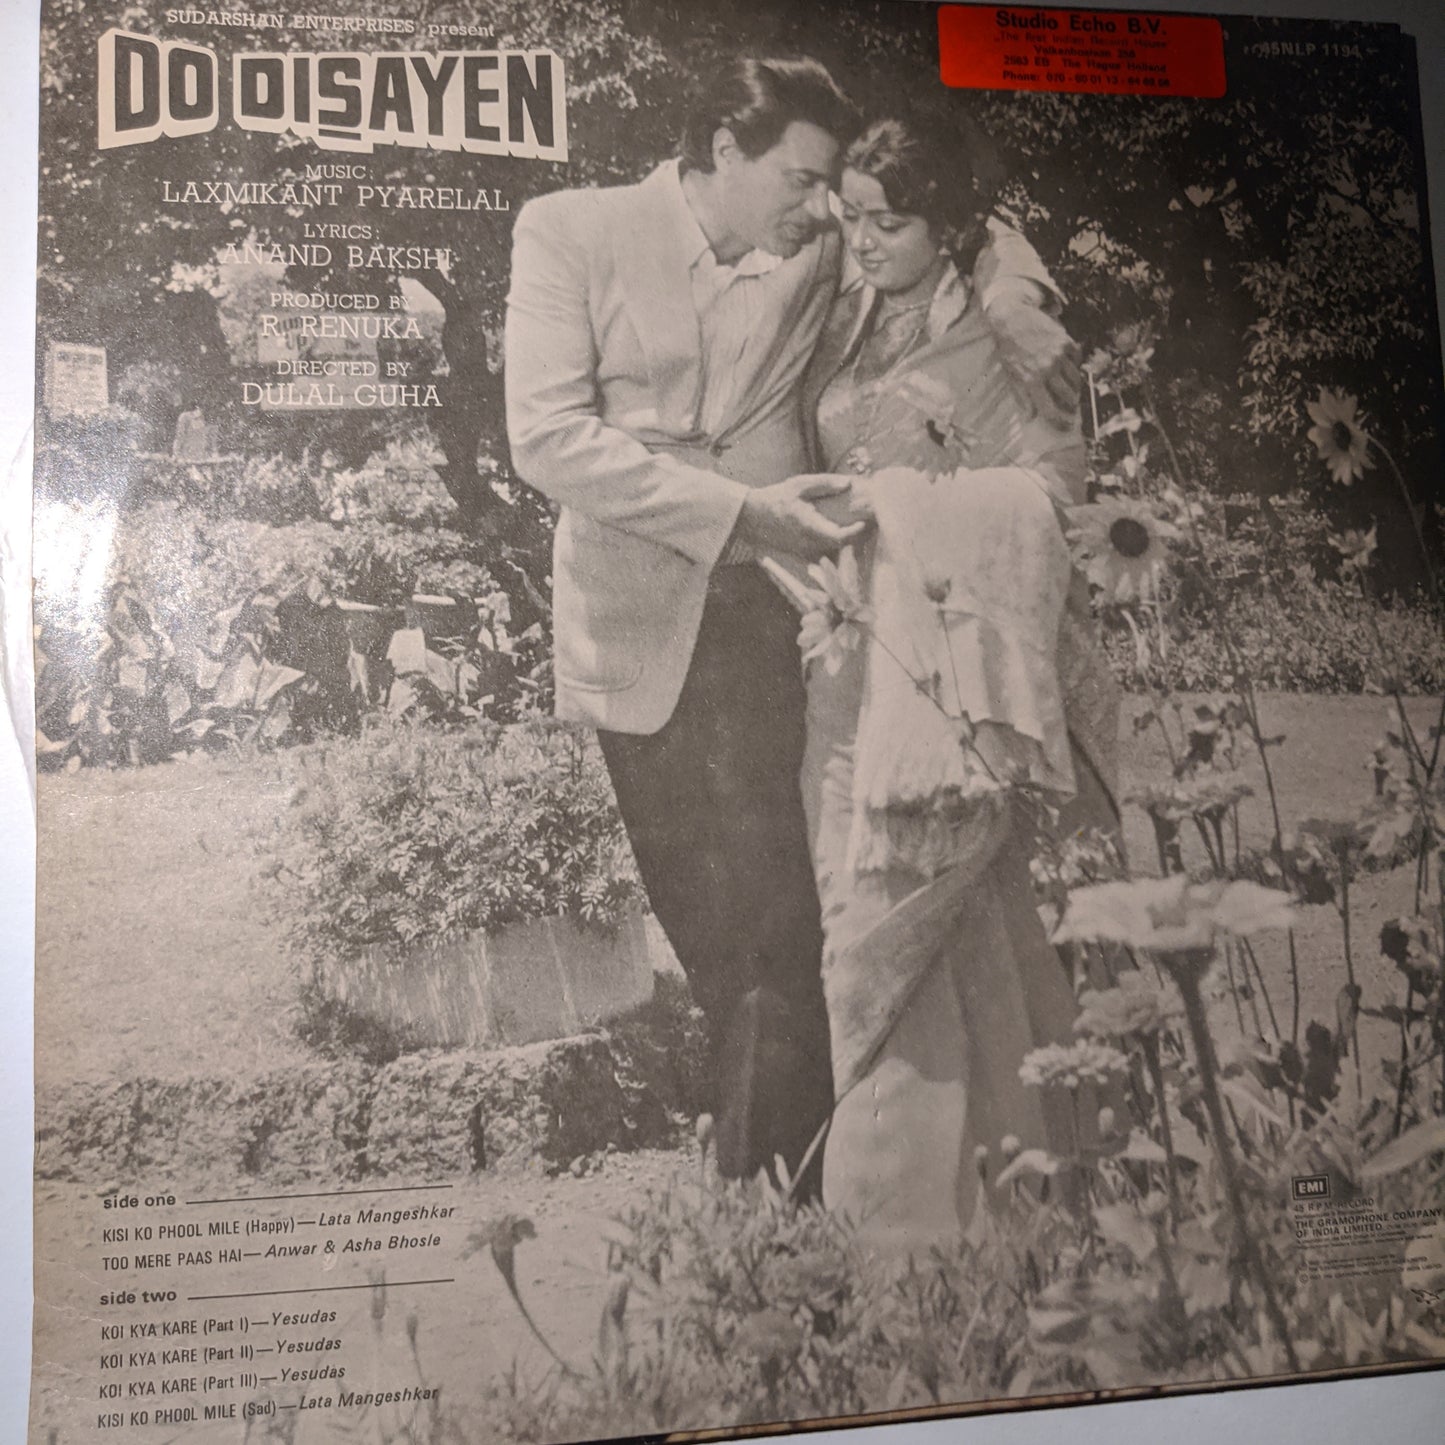 SUDARSHAN ENTERPRISES present
DO DISAYEN
MUSIC:
LAXMIKANT PYARELAL
LYRICS:
ANAND BAKSHI
PRODUCED BY
R. RENUKA
DIRECTED BY
DULAL GUHA
Studio Echo B.V.
"The first Indian Record House"
2563 EB The Hague Holland
Phone: 070 -
45NLP 1194
side one
KISI KO PHOOL MILE (Happy)—Lata Mangeshkar
TOO MERE PAAS HAI—Anwar & Asha Bhosle
side two
KOI KYA KARE (Part I)—Yesudas
KOI KYA KARE (Part II)—Yesudas
KOI KYA KARE (Part III)—Yesudas
KISI KO PHOOL MILE (Sad)—Lata Mangeshkar
EMI
45 R.P.M. RECORD
THE GRAMOPHONE COMPANY
OF INDIA LIMITED